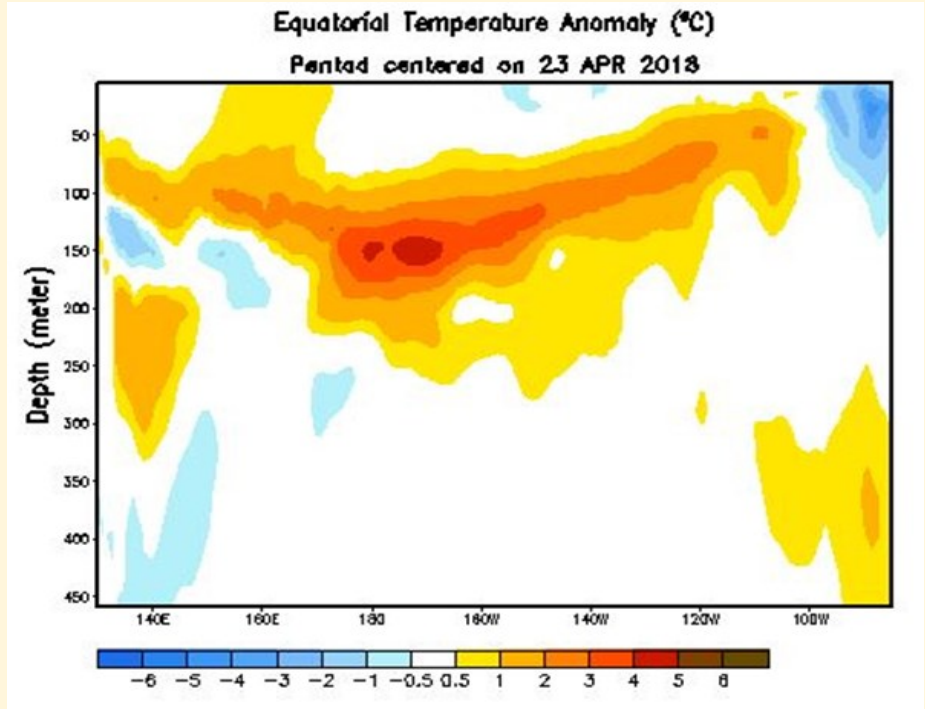 Equatorial Temperature Anomaly (°C)
Pentad centered on 23 APR 2018
Depth (meter)
50
100
150
200
250
300
350
400
450
140E 160E 180 160W 140W 120W 100W
-6 -5 -4 -3 -2 -1 -0.5 0.5 1 2 3 4 5 6